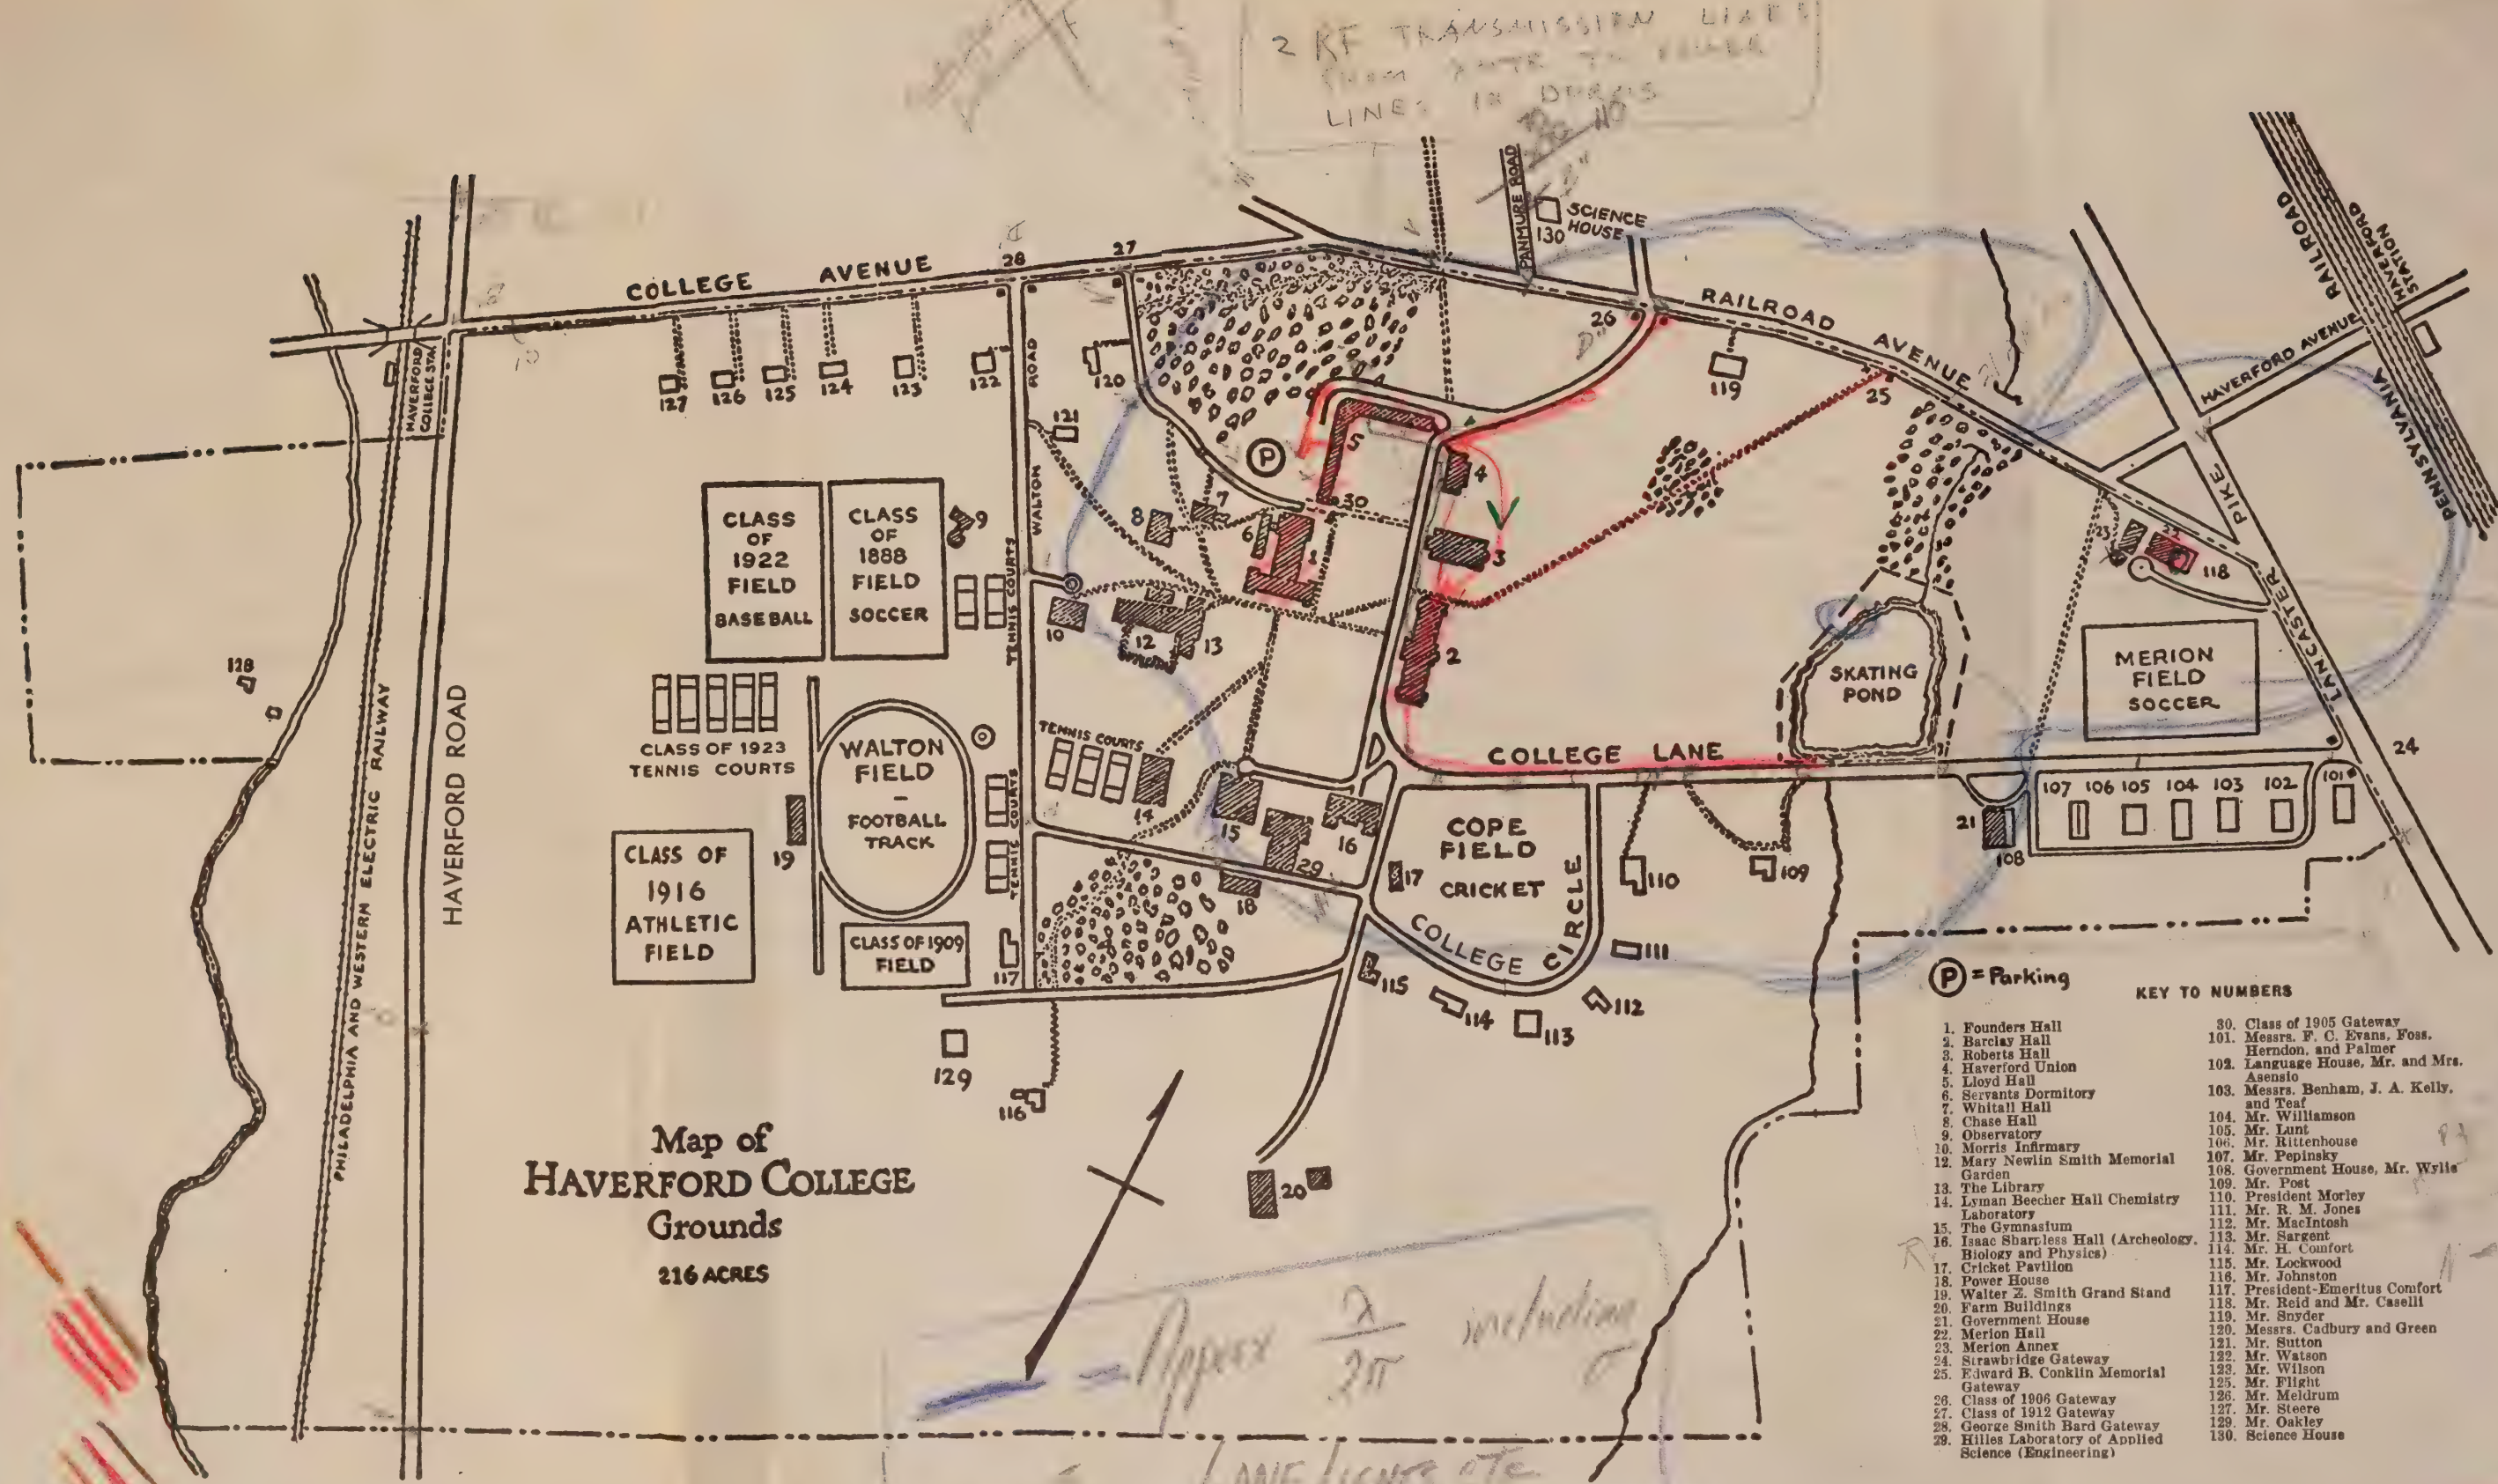 2 RF TRANSMISSION LINES
LINES IN DORMS
PANMURE ROAD
SCIENCE
HOUSE
130
RAILROAD
HAVERFORD
STATION
PENNSYLVANIA
COLLEGE AVENUE
28
27
26
RAILROAD AVENUE
25
HAVERFORD AVENUE
LANCASTER PIKE
HAVERFORD
COLLEGE STA.
127
126
125
124
123
122
WALTON ROAD
120
121
119
P
5
4
30
3
7
8
6
1
9
10
12
13
2
23
22
118
24
CLASS
OF
1922
FIELD
BASEBALL
CLASS
OF
1888
FIELD
SOCCER
TENNIS COURTS
128
CLASS OF 1923
TENNIS COURTS
WALTON
FIELD
-
FOOTBALL
TRACK
TENNIS COURTS
TENNIS COURTS
14
15
16
29
18
17
19
SKATING
POND
MERION
FIELD
SOCCER
COLLEGE LANE
COPE
FIELD
CRICKET
COLLEGE CIRCLE
110
109
21
108
107 106 105 104 103 102 101
CLASS OF
1916
ATHLETIC
FIELD
CLASS OF 1909
FIELD
117
111
112
113
114
115
129
116
20
PHILADELPHIA AND WESTERN ELECTRIC RAILWAY
HAVERFORD ROAD
Map of
HAVERFORD COLLEGE
Grounds
216 ACRES
Approx λ/2π including
P = Parking
KEY TO NUMBERS
1. Founders Hall
2. Barclay Hall
3. Roberts Hall
4. Haverford Union
5. Lloyd Hall
6. Servants Dormitory
7. Whitall Hall
8. Chase Hall
9. Observatory
10. Morris Infirmary
12. Mary Newlin Smith Memorial
Garden
13. The Library
14. Lyman Beecher Hall Chemistry
Laboratory
15. The Gymnasium
16. Isaac Sharpless Hall (Archeology,
Biology and Physics)
17. Cricket Pavilion
18. Power House
19. Walter Z. Smith Grand Stand
20. Farm Buildings
21. Government House
22. Merion Hall
23. Merion Annex
24. Strawbridge Gateway
25. Edward B. Conklin Memorial
Gateway
26. Class of 1906 Gateway
27. Class of 1912 Gateway
28. George Smith Bard Gateway
29. Hilles Laboratory of Applied
Science (Engineering)
30. Class of 1905 Gateway
101. Messrs. F. C. Evans, Foss,
Herndon, and Palmer
102. Language House, Mr. and Mrs.
Asensio
103. Messrs. Benham, J. A. Kelly,
and Teaf
104. Mr. Williamson
105. Mr. Lunt
106. Mr. Rittenhouse
107. Mr. Pepinsky
108. Government House, Mr. Wylie
109. Mr. Post
110. President Morley
111. Mr. R. M. Jones
112. Mr. MacIntosh
113. Mr. Sargent
114. Mr. H. Comfort
115. Mr. Lockwood
116. Mr. Johnston
117. President-Emeritus Comfort
118. Mr. Reid and Mr. Caselli
119. Mr. Snyder
120. Messrs. Cadbury and Green
121. Mr. Sutton
122. Mr. Watson
123. Mr. Wilson
125. Mr. Flight
126. Mr. Meldrum
127. Mr. Steere
129. Mr. Oakley
130. Science House